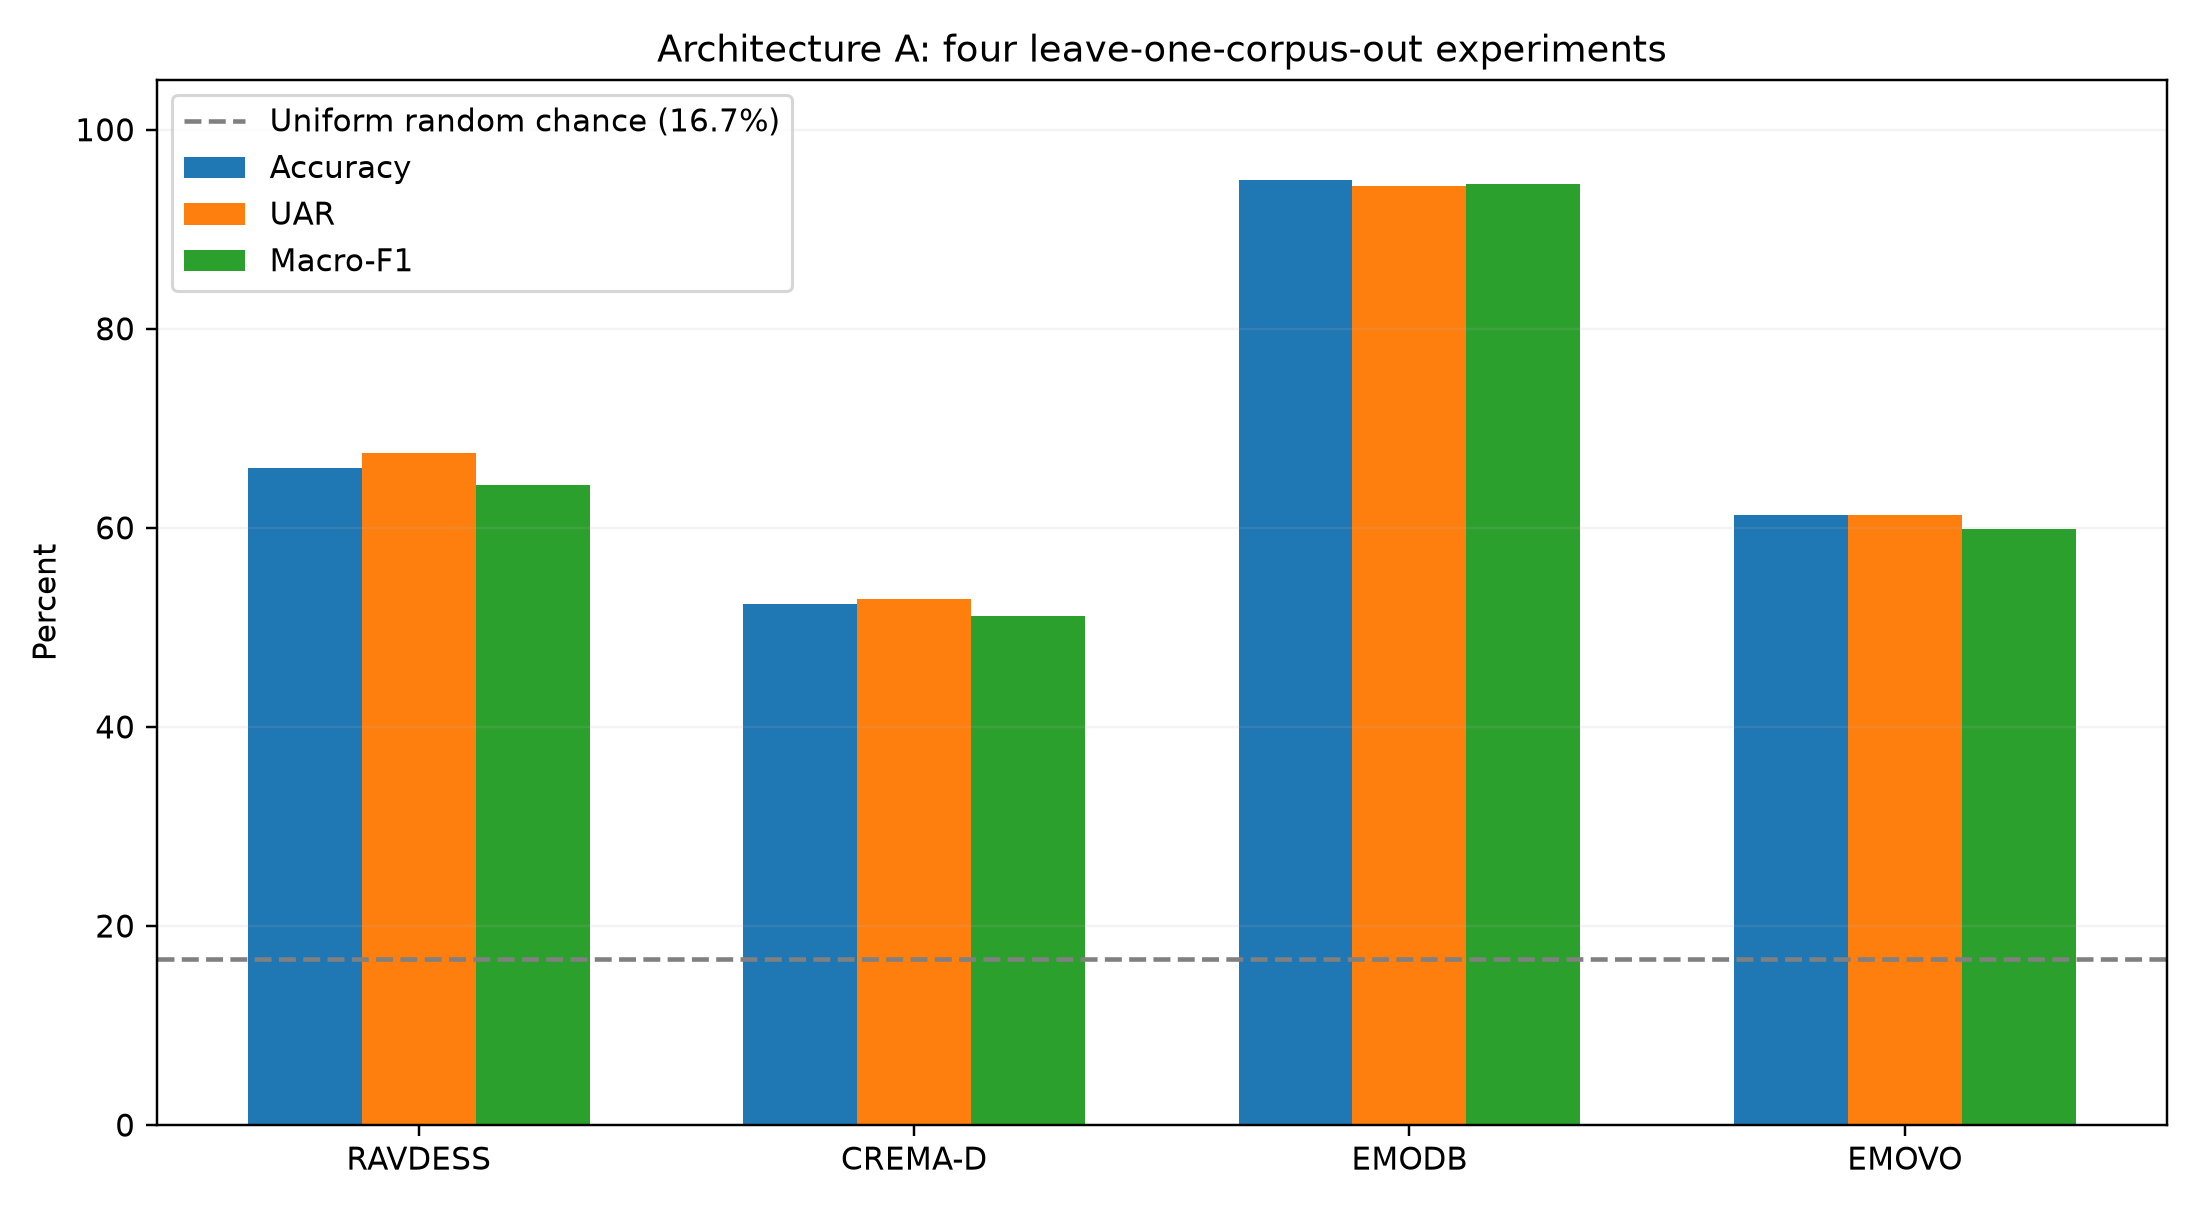 Architecture A: four leave-one-corpus-out experiments
Uniform random chance (16.7%)
Accuracy
UAR
Macro-F1
100
80
60
40
20
0
Percent
RAVDESS
CREMA-D
EMODB
EMOVO